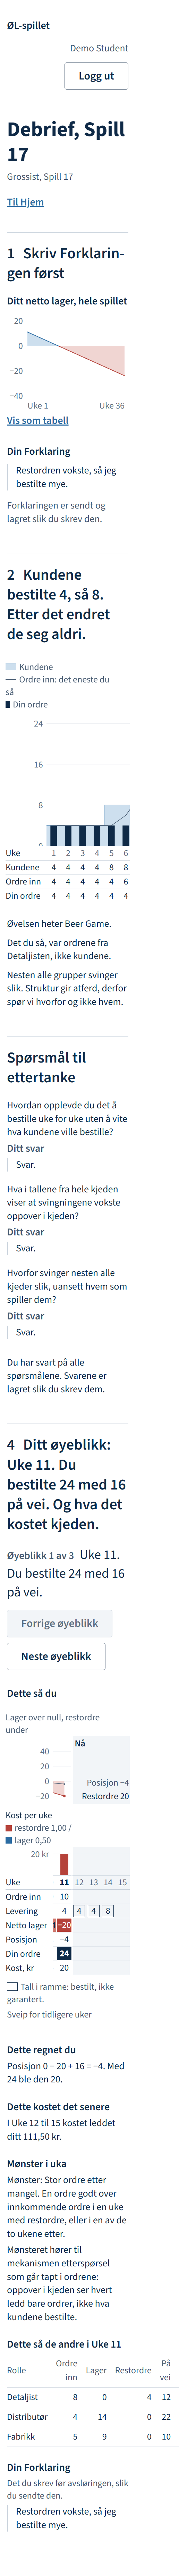 ØL-spillet
Demo Student
Logg ut
Debrief, Spill
17
Grossist, Spill 17
Til Hjem
1 Skriv Forklarin-
gen først
Ditt netto lager, hele spillet
20
0
−20
−40
Uke 1 Uke 36
Vis som tabell
Din Forklaring
Restordren vokste, så jeg
bestilte mye.
Forklaringen er sendt og
lagret slik du skrev den.
2 Kundene
bestilte 4, så 8.
Etter det endret
de seg aldri.
Kundene
Ordre inn: det eneste du
så
Din ordre
24
16
8
0
Uke 1 2 3 4 5 6
Kundene 4 4 4 4 8 8
Ordre inn 4 4 4 4 4 6
Din ordre 4 4 4 4 4 4
Øvelsen heter Beer Game.
Det du så, var ordrene fra
Detaljisten, ikke kundene.
Nesten alle grupper svinger
slik. Struktur gir atferd, derfor
spør vi hvorfor og ikke hvem.
Spørsmål til
ettertanke
Hvordan opplevde du det å
bestille uke for uke uten å vite
hva kundene ville bestille?
Ditt svar
Svar.
Hva i tallene fra hele kjeden
viser at svingningene vokste
oppover i kjeden?
Ditt svar
Svar.
Hvorfor svinger nesten alle
kjeder slik, uansett hvem som
spiller dem?
Ditt svar
Svar.
Du har svart på alle
spørsmålene. Svarene er
lagret slik du skrev dem.
4 Ditt øyeblikk:
Uke 11. Du
bestilte 24 med 16
på vei. Og hva det
kostet kjeden.
Øyeblikk 1 av 3 Uke 11.
Du bestilte 24 med 16
på vei.
Forrige øyeblikk
Neste øyeblikk
Dette så du
Lager over null, restordre
under
Nå
40
20
0
−20
Posisjon −4
Restordre 20
Kost per uke
restordre 1,00 /
lager 0,50
20 kr
Uke 11 12 13 14 15
Ordre inn 10
Levering 4 4 4 8
Netto lager −20
Posisjon −4
Din ordre 24
Kost, kr 20
Tall i ramme: bestilt, ikke
garantert.
Sveip for tidligere uker
Dette regnet du
Posisjon 0 − 20 + 16 = −4. Med
24 ble den 20.
Dette kostet det senere
I Uke 12 til 15 kostet leddet
ditt 111,50 kr.
Mønster i uka
Mønster: Stor ordre etter
mangel. En ordre godt over
innkommende ordre i en uke
med restordre, eller i en av de
to ukene etter.
Mønsteret hører til
mekanismen etterspørsel
som går tapt i ordrene:
oppover i kjeden ser hvert
ledd bare ordrer, ikke hva
kundene bestilte.
Dette så de andre i Uke 11
Rolle Ordre inn Lager Restordre På vei
Detaljist 8 0 4 12
Distributør 4 14 0 22
Fabrikk 5 9 0 10
Din Forklaring
Det du skrev før avsløringen, slik
du sendte den.
Restordren vokste, så jeg
bestilte mye.